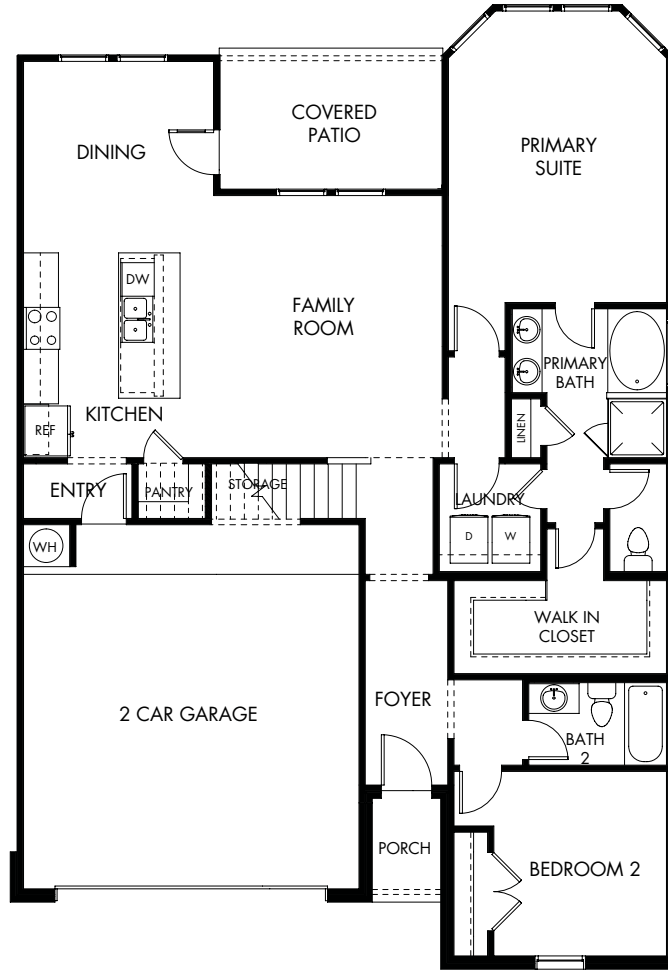 COVERED
PATIO
DINING
PRIMARY
SUITE
DW
FAMILY
ROOM
PRIMARY
BATH
KITCHEN
REF
LINEN
ENTRY
PANTRY
STORAGE
LAUNDRY
WH
D
W
WALK IN
CLOSET
FOYER
2 CAR GARAGE
BATH
2
PORCH
BEDROOM 2